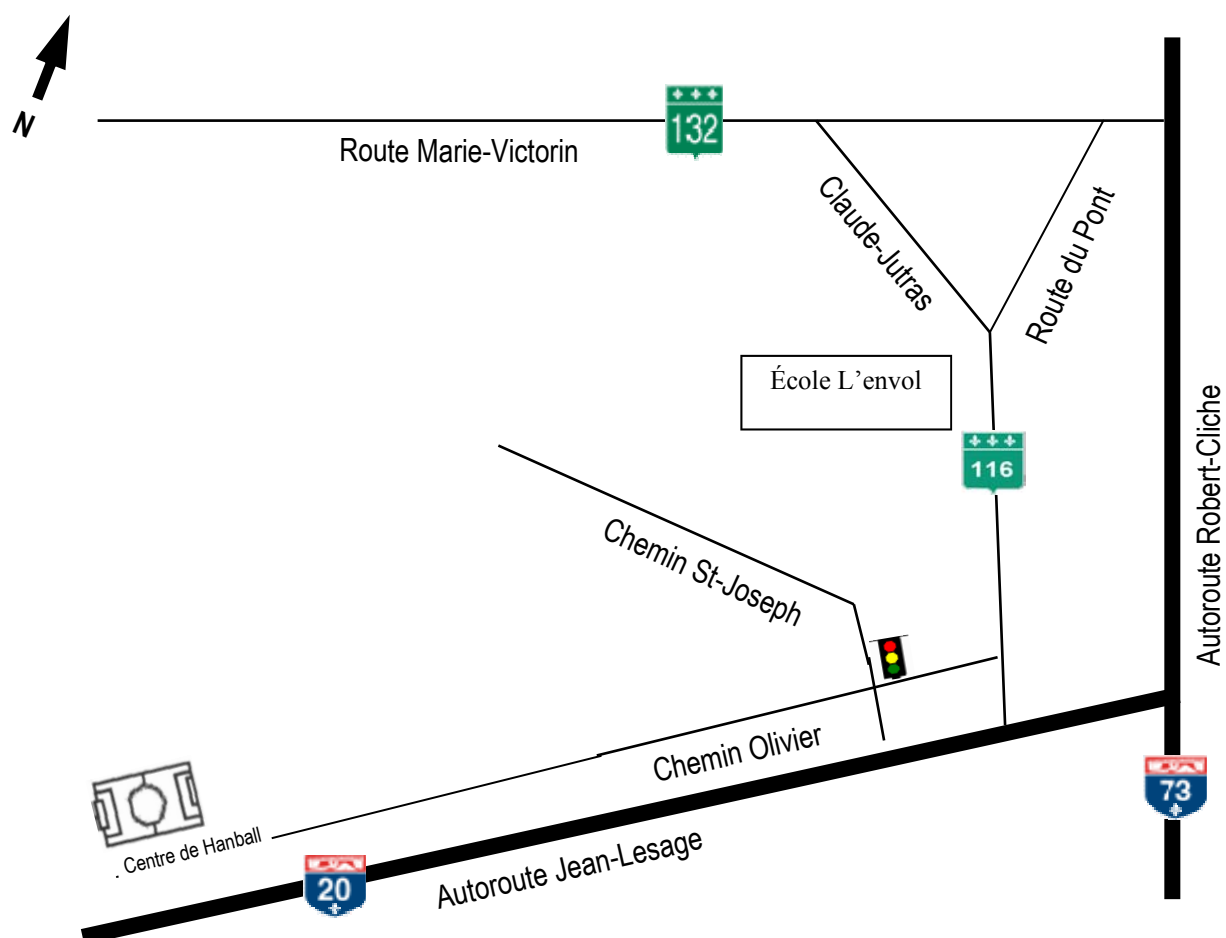 N
132
Route Marie-Victorin
Claude-Jutras
Route du Pont
École L’envol
116
Autoroute Robert-Cliche
Chemin St-Joseph
Chemin Olivier
73
. Centre de Hanball
20
Autoroute Jean-Lesage